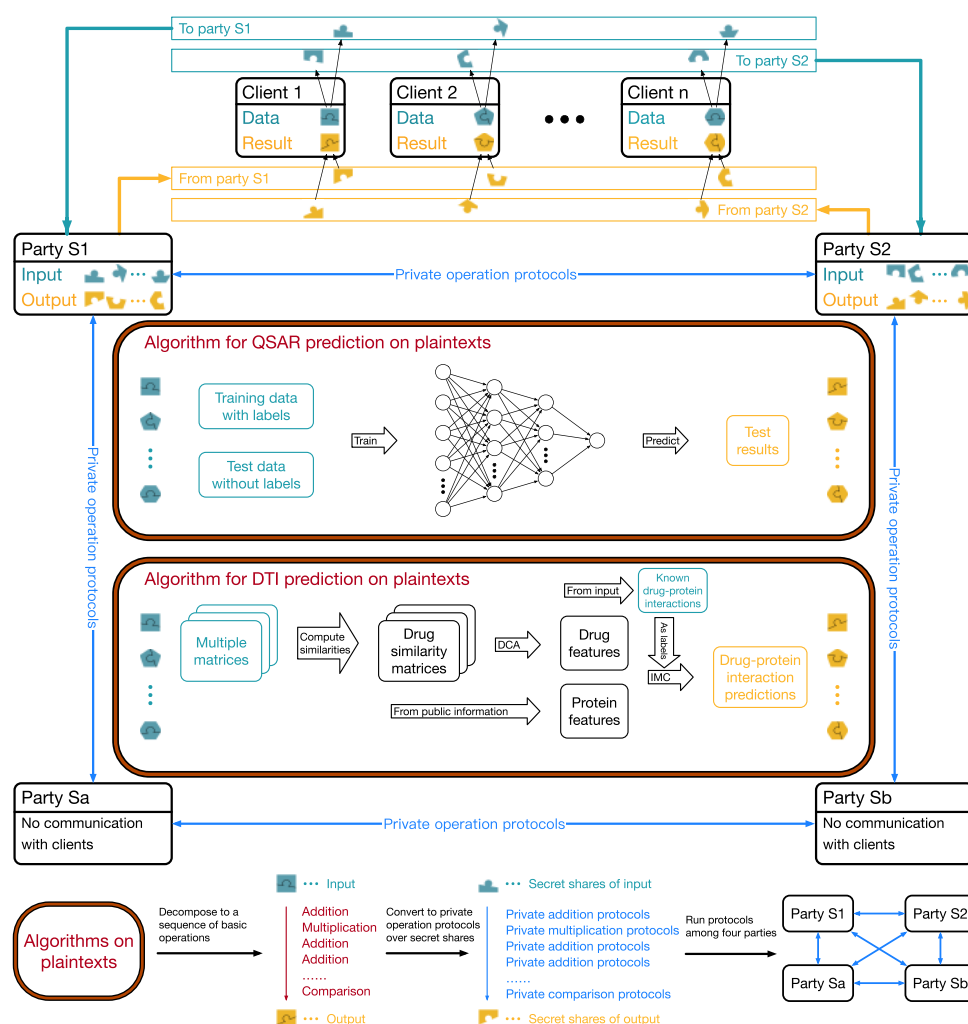 To party S1
To party S2
Client 1
Data
Result
Client 2
Data
Result
Client n
Data
Result
From party S1
From party S2
Party S1
Input
Output
Private operation protocols
Party S2
Input
Output
Private operation protocols
Private operation protocols
Algorithm for QSAR prediction on plaintexts
Training data
with labels
Test data
without labels
Train
Predict
Test
results
Algorithm for DTI prediction on plaintexts
Multiple
matrices
Compute
similarities
Drug
similarity
matrices
DCA
From input
Known
drug-protein
interactions
Drug
features
As labels
IMC
Drug-protein
interaction
predictions
From public information
Protein
features
Party Sa
No communication
with clients
Private operation protocols
Party Sb
No communication
with clients
Algorithms on
plaintexts
Decompose to a
sequence of basic
operations
Input
Addition
Multiplication
Addition
Addition
......
Comparison
Output
Convert to private
operation protocols
over secret shares
Secret shares of input
Private addition protocols
Private multiplication protocols
Private addition protocols
Private addition protocols
......
Private comparison protocols
Secret shares of output
Run protocols
among four parties
Party S1
Party S2
Party Sa
Party Sb